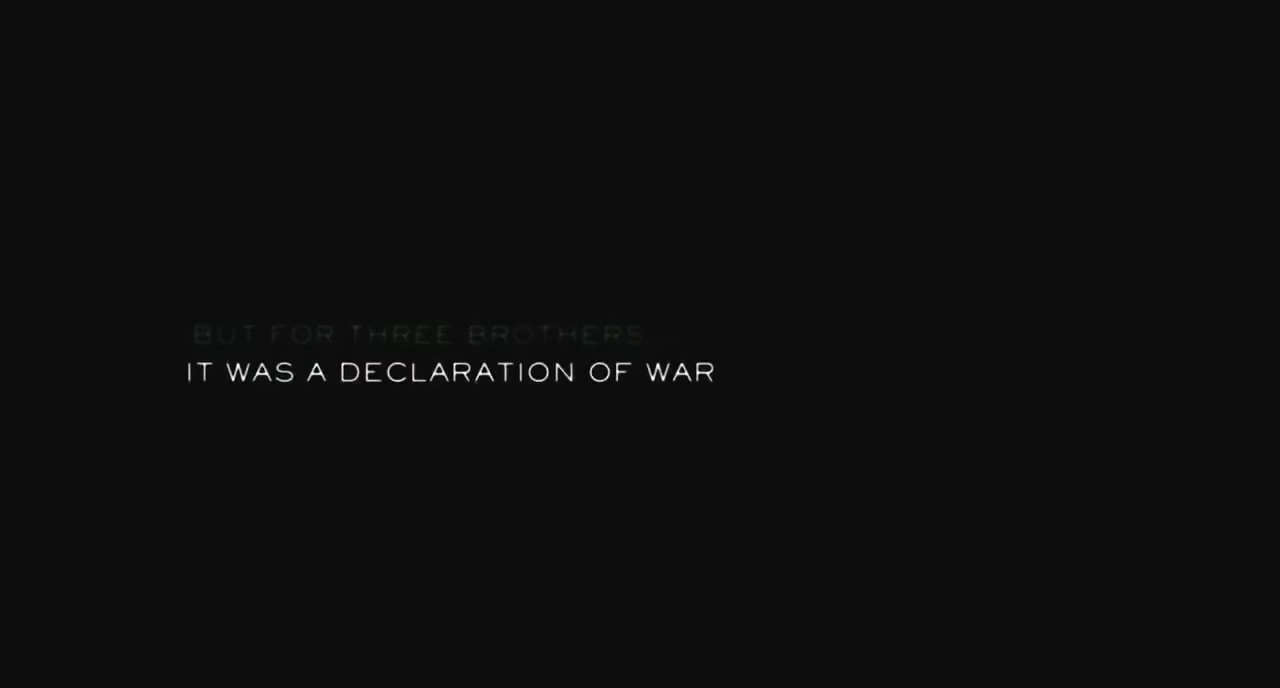 BUT FOR THREE BROTHERS...
IT WAS A DECLARATION OF WAR